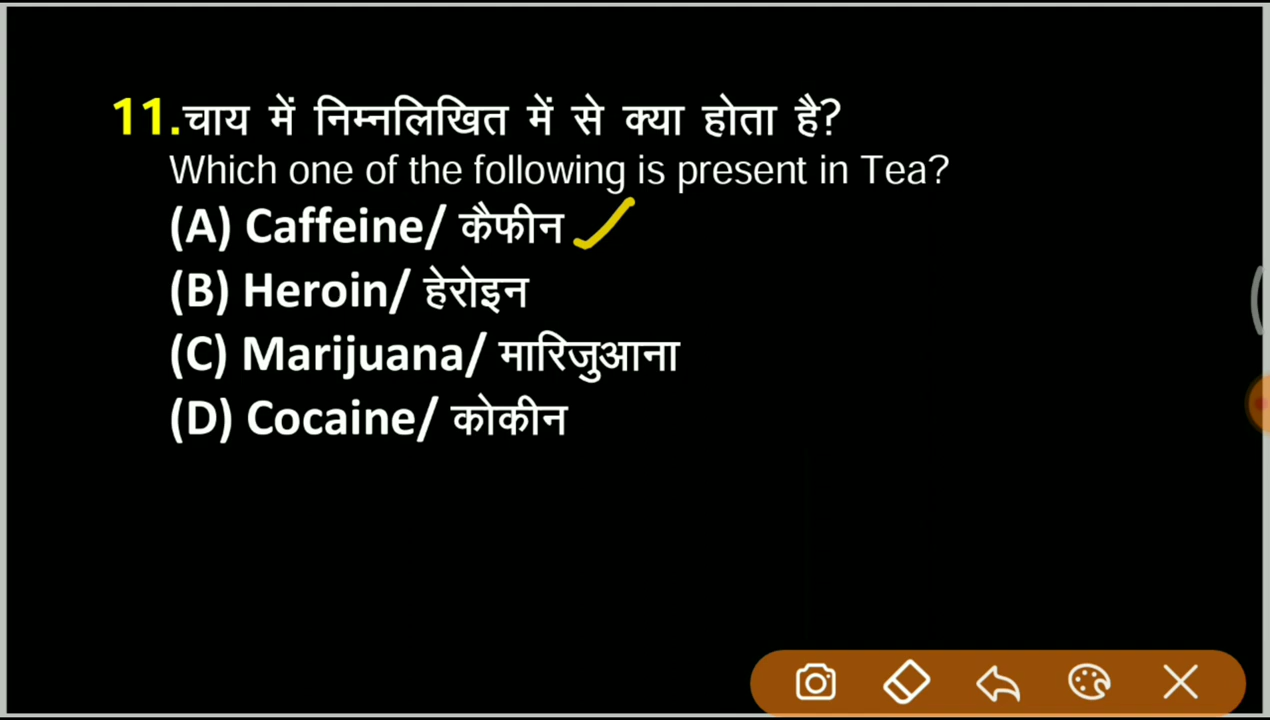 11.चाय में निम्नलिखित में से क्या होता है?
Which one of the following is present in Tea?
(A) Caffeine/ कैफीन
(B) Heroin/ हेरोइन
(C) Marijuana/ मारिजुआना
(D) Cocaine/ कोकीन